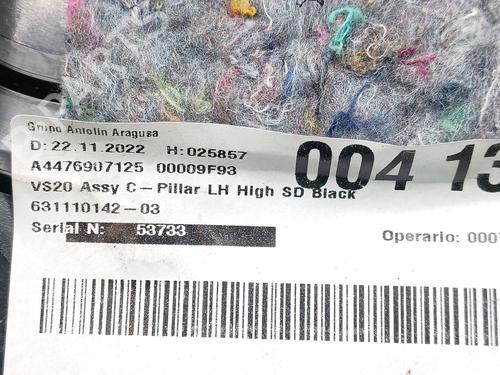 Grupo Antolin Aragusa
D: 22.11.2022 H:025857
A4476907125 00009F93
004 13
VS20 Assy C-Pillar LH High SD Black
631110142-03
Serial N: 53733
Operario: 000